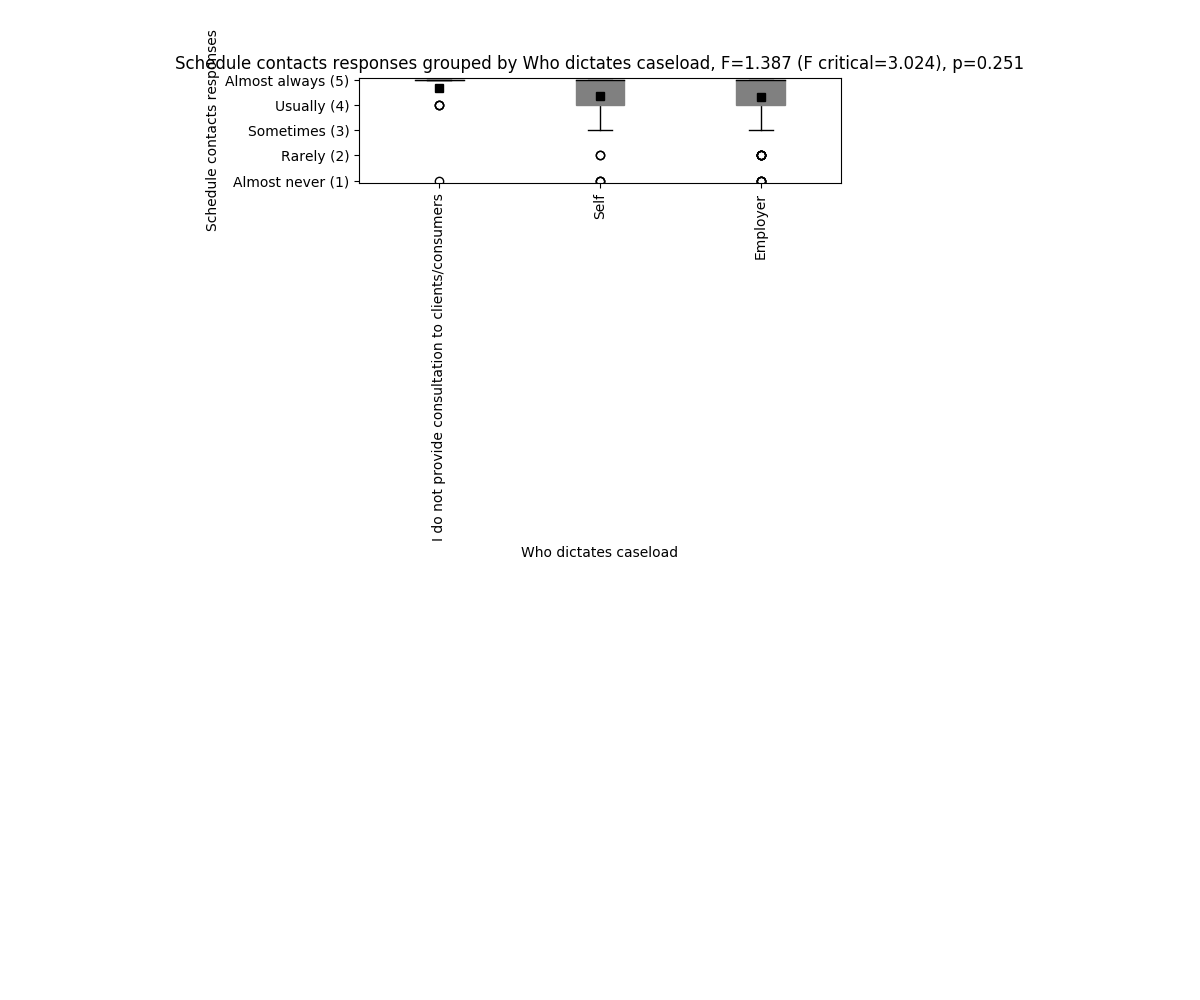 Schedule contacts responses grouped by Who dictates caseload, F=1.387 (F critical=3.024), p=0.251
Schedule contacts responses
Almost always (5)
Usually (4)
Sometimes (3)
Rarely (2)
Almost never (1)
I do not provide consultation to clients/consumers
Self
Employer
Who dictates caseload